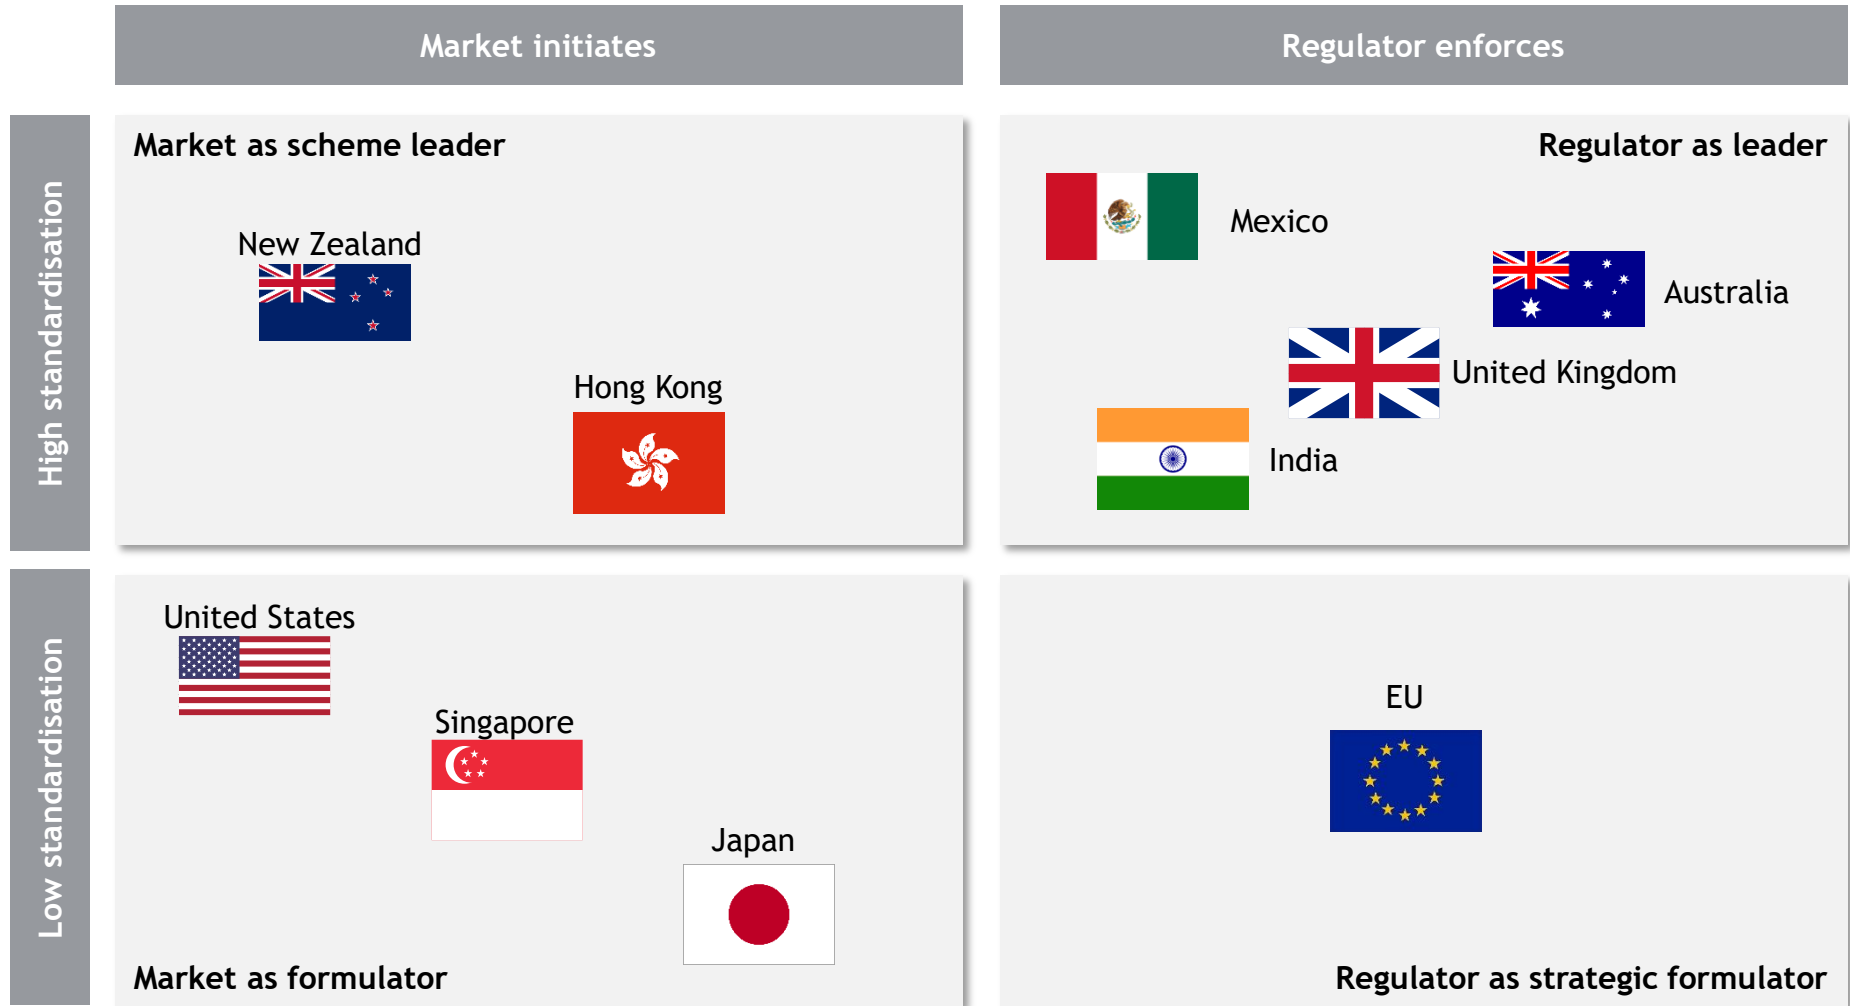 Market initiates
Regulator enforces
High standardisation
Market as scheme leader
New Zealand
Hong Kong
Regulator as leader
Mexico
Australia
United Kingdom
India
Low standardisation
United States
Singapore
Japan
Market as formulator
EU
Regulator as strategic formulator